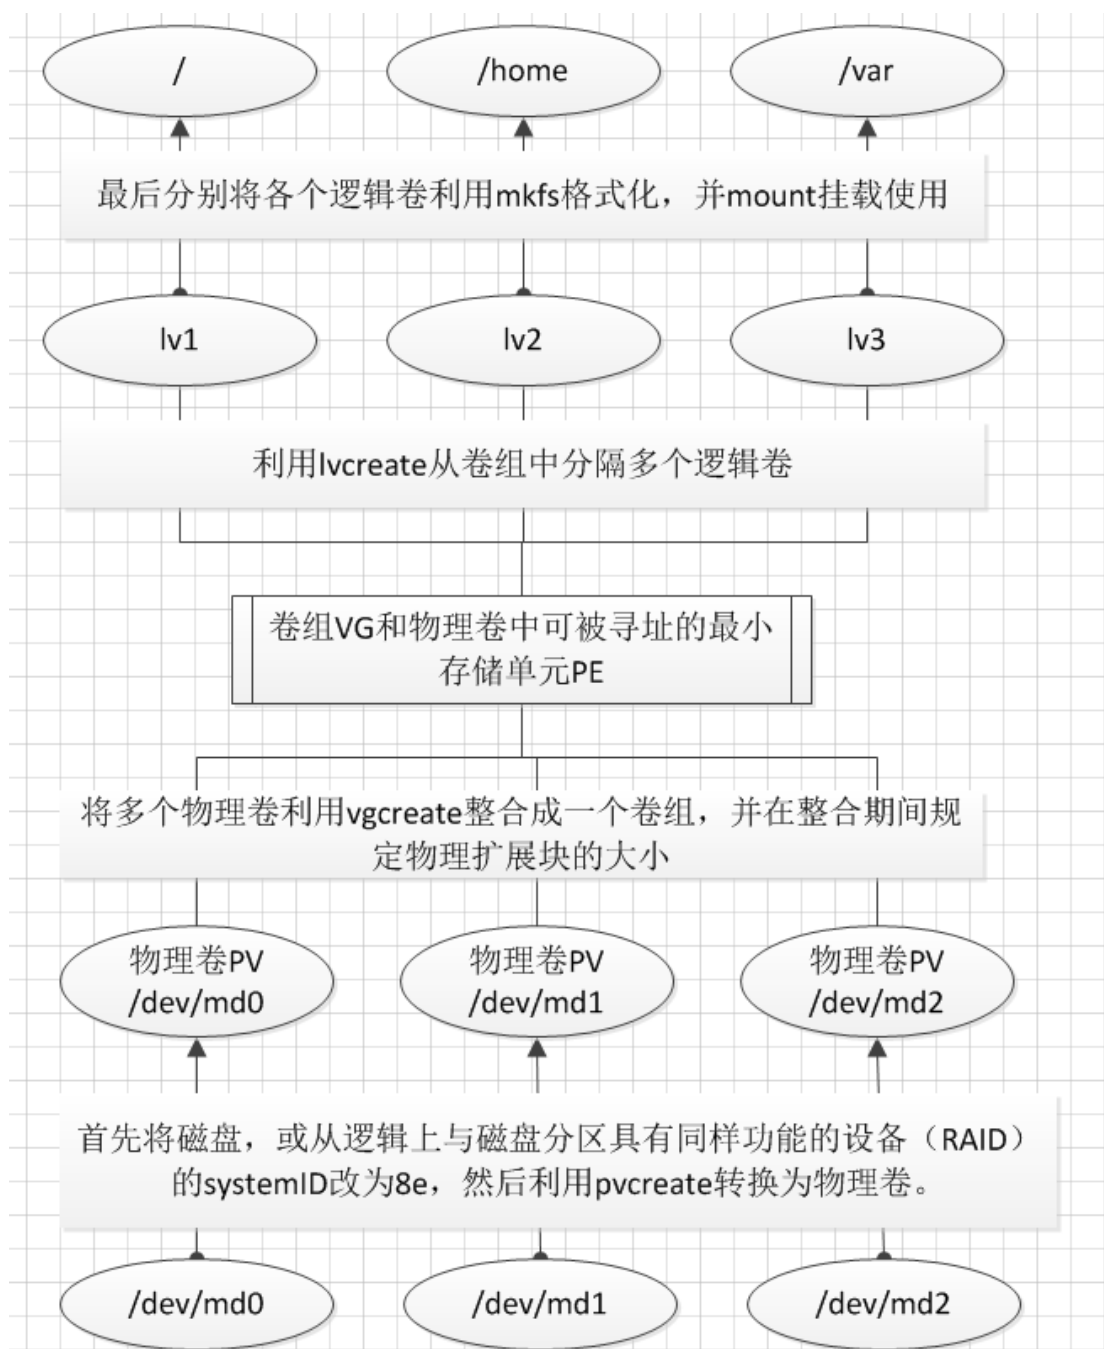 /
/home
/var
最后分别将各个逻辑卷利用mkfs格式化，并mount挂载使用
lv1
lv2
lv3
利用lvcreate从卷组中分隔多个逻辑卷
卷组VG和物理卷中可被寻址的最小
存储单元PE
将多个物理卷利用vgcreate整合成一个卷组，并在整合期间规
定物理扩展块的大小
物理卷PV
/dev/md0
物理卷PV
/dev/md1
物理卷PV
/dev/md2
首先将磁盘，或从逻辑上与磁盘分区具有同样功能的设备（RAID）
的systemID改为8e，然后利用pvcreate转换为物理卷。
/dev/md0
/dev/md1
/dev/md2